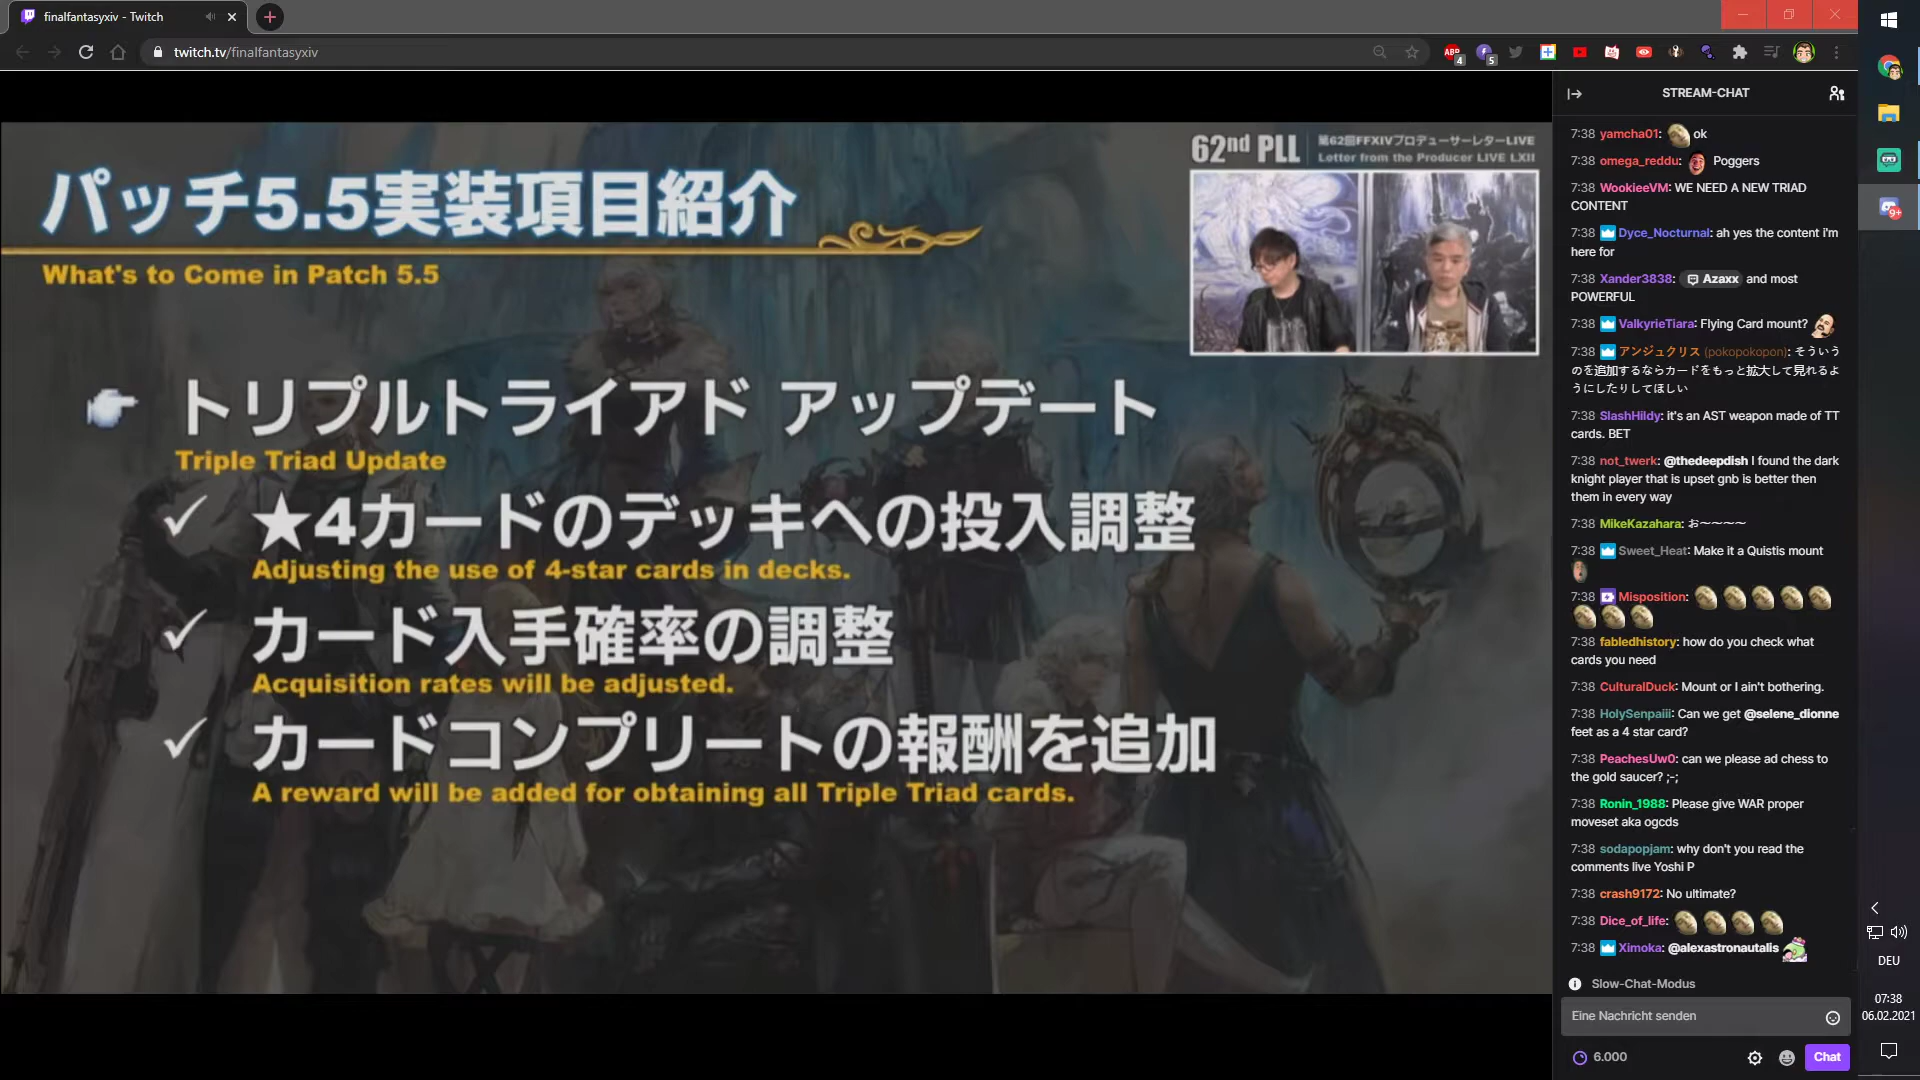 finalfantasyxiv - Twitch
twitch.tv/finalfantasyxiv
ABP
4
5
62nd PLL
第62回FFXIVプロデューサーレターLIVE
Letter from the Producer LIVE LXII
パッチ5.5実装項目紹介
What's to Come in Patch 5.5
トリプルトライアド アップデート
Triple Triad Update
★4カードのデッキへの投入調整
Adjusting the use of 4-star cards in decks.
カード入手確率の調整
Acquisition rates will be adjusted.
カードコンプリートの報酬を追加
A reward will be added for obtaining all Triple Triad cards.
STREAM-CHAT
7:38 yamcha01: ok
7:38 omega_reddu: Poggers
7:38 WookieeVM: WE NEED A NEW TRIAD
CONTENT
7:38 Dyce_Nocturnal: ah yes the content i'm
here for
7:38 Xander3838: Azaxx and most
POWERFUL
7:38 ValkyrieTiara: Flying Card mount?
7:38 アンジュクリス (pokopokopon): そういう
のを追加するならカードをもっと拡大して見れるよ
うにしたりしてほしい
7:38 SlashHildy: it's an AST weapon made of TT
cards. BET
7:38 not_twerk: @thedeepdish I found the dark
knight player that is upset gnb is better then
them in every way
7:38 MikeKazahara: お〜〜〜〜
7:38 Sweet_Heat: Make it a Quistis mount
7:38 Misposition:
7:38 fabledhistory: how do you check what
cards you need
7:38 CulturalDuck: Mount or I ain't bothering.
7:38 HolySenpaiii: Can we get @selene_dionne
feet as a 4 star card?
7:38 PeachesUw0: can we please ad chess to
the gold saucer? ;-;
7:38 Ronin_1988: Please give WAR proper
moveset aka ogcds
7:38 sodapopjam: why don't you read the
comments live Yoshi P
7:38 crash9172: No ultimate?
7:38 Dice_of_life:
7:38 Ximoka: @alexastronautalis
Slow-Chat-Modus
Eine Nachricht senden
6.000
Chat
9+
DEU
07:38
06.02.2021